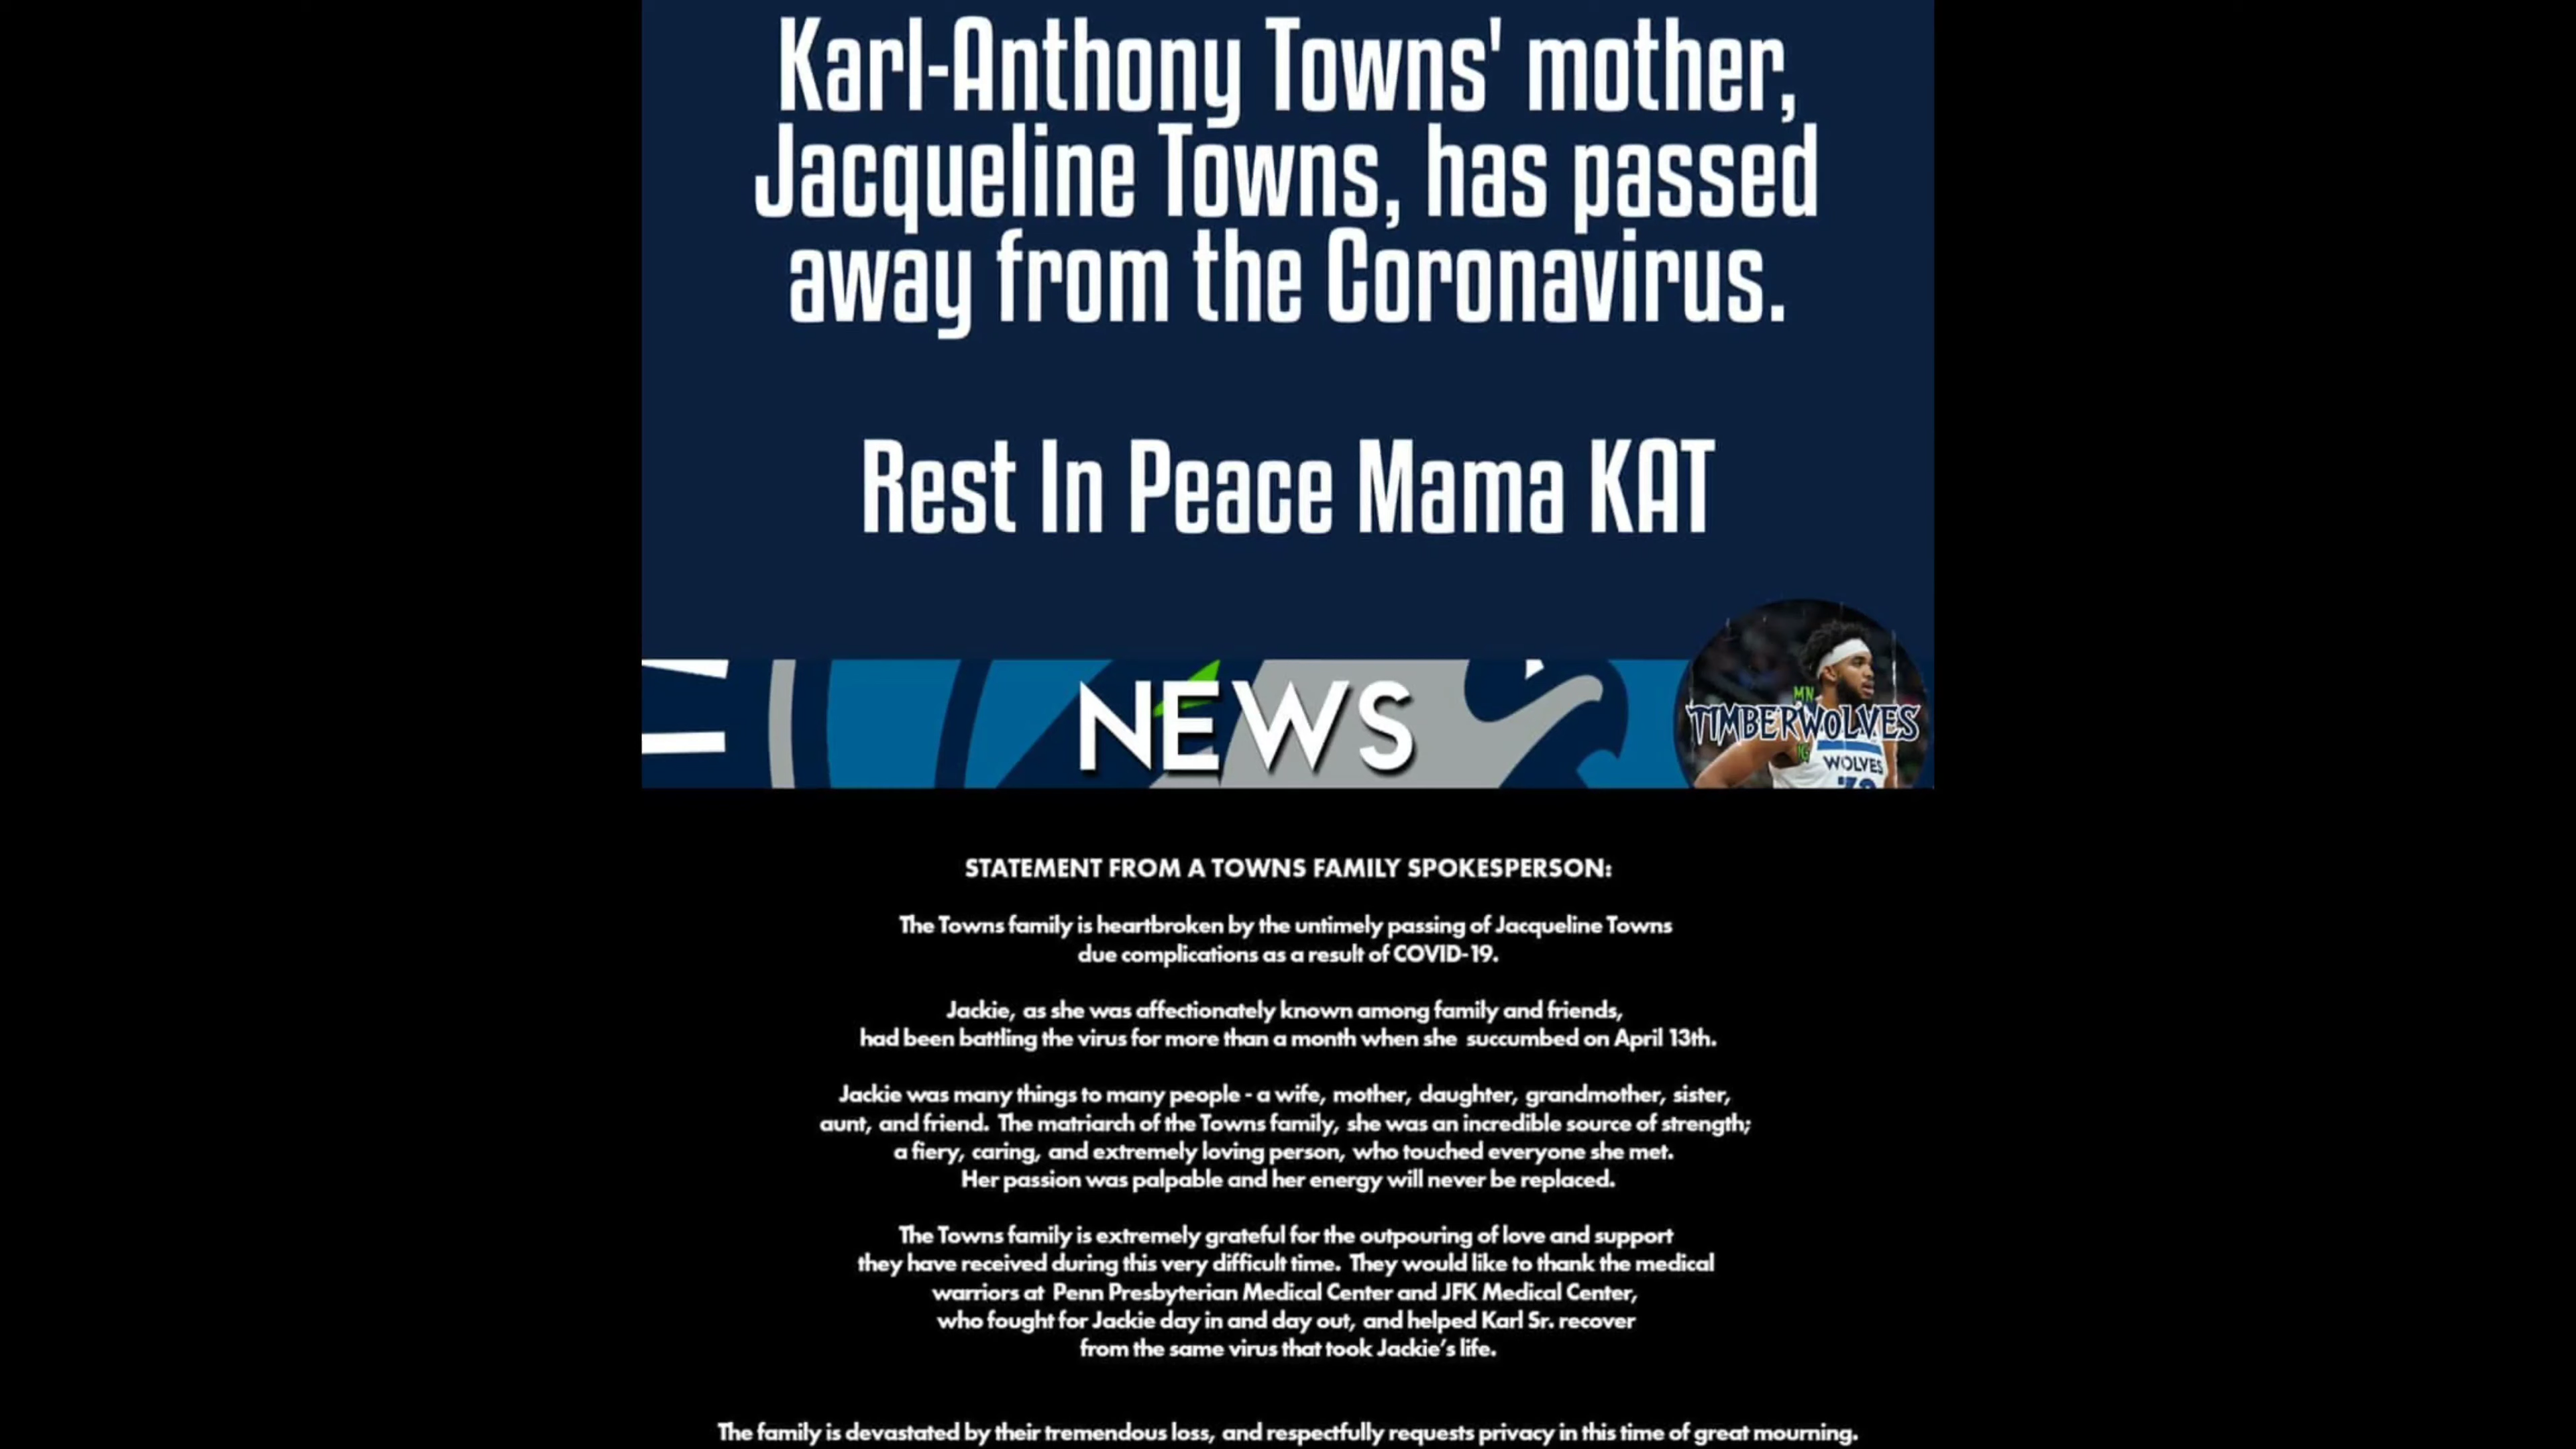 Karl-Anthony Towns' mother,
Jacqueline Towns, has passed
away from the Coronavirus.
Rest In Peace Mama KAT
NEWS
MN
TIMBERWOLVES
IG
WOLVES
32
STATEMENT FROM A TOWNS FAMILY SPOKESPERSON:
The Towns family is heartbroken by the untimely passing of Jacqueline Towns
due complications as a result of COVID-19.
Jackie, as she was affectionately known among family and friends,
had been battling the virus for more than a month when she succumbed on April 13th.
Jackie was many things to many people - a wife, mother, daughter, grandmother, sister,
aunt, and friend. The matriarch of the Towns family, she was an incredible source of strength;
a fiery, caring, and extremely loving person, who touched everyone she met.
Her passion was palpable and her energy will never be replaced.
The Towns family is extremely grateful for the outpouring of love and support
they have received during this very difficult time. They would like to thank the medical
warriors at Penn Presbyterian Medical Center and JFK Medical Center,
who fought for Jackie day in and day out, and helped Karl Sr. recover
from the same virus that took Jackie's life.
The family is devastated by their tremendous loss, and respectfully requests privacy in this time of great mourning.